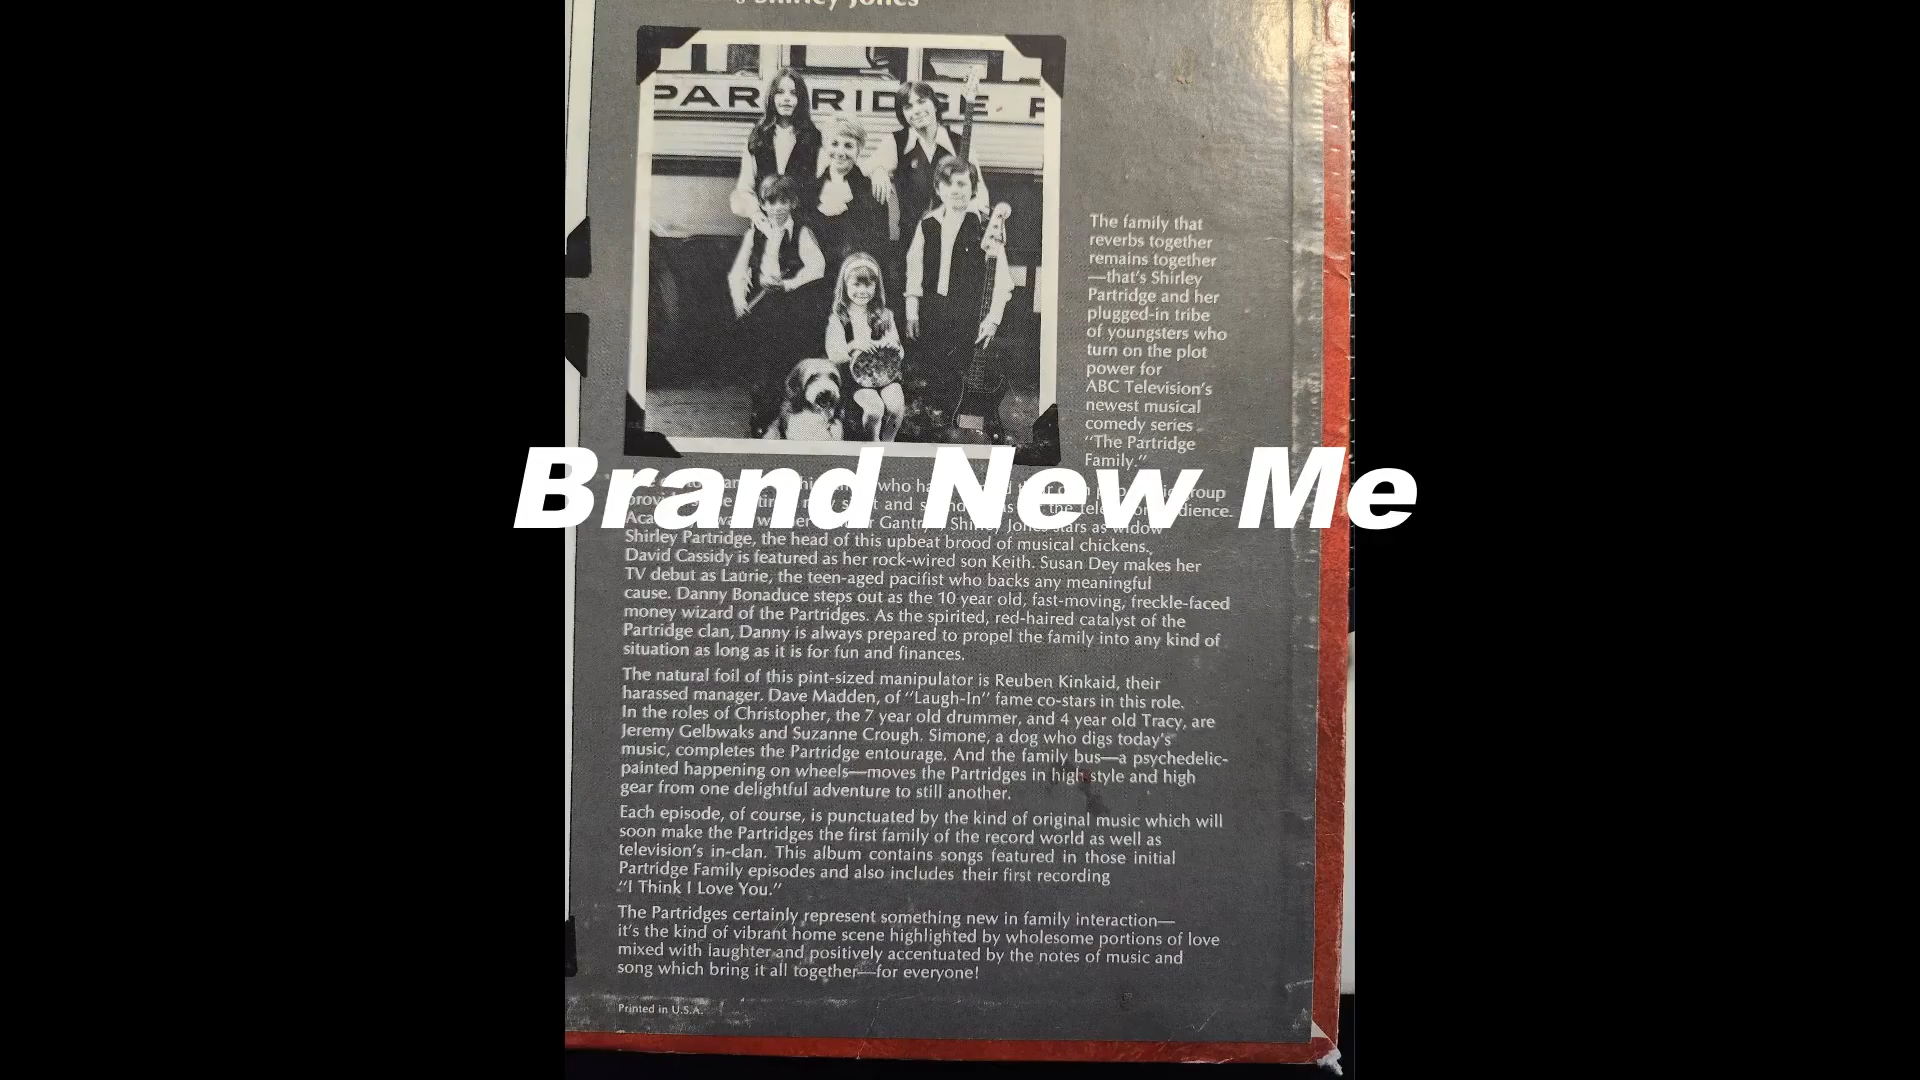 Shirley Jones
PAR RIDGE
The family that
reverbs together
remains together
—that's Shirley
Partridge and her
plugged-in tribe
of youngsters who
turn on the plot
power for
ABC Television's
newest musical
comedy series
"The Partridge
Family."
Brand New Me
who
and
Gantry
Shirley Jones stars as widow
Shirley Partridge, the head of this upbeat brood of musical chickens.
David Cassidy is featured as her rock-wired son Keith. Susan Dey makes her
TV debut as Laurie, the teen-aged pacifist who backs any meaningful
cause. Danny Bonaduce steps out as the 10 year old, fast-moving, freckle-faced
money wizard of the Partridges. As the spirited, red-haired catalyst of the
Partridge clan, Danny is always prepared to propel the family into any kind of
situation as long as it is for fun and finances.
The natural foil of this pint-sized manipulator is Reuben Kinkaid, their
harassed manager. Dave Madden, of "Laugh-In" fame co-stars in this role.
In the roles of Christopher, the 7 year old drummer, and 4 year old Tracy, are
Jeremy Gelbwaks and Suzanne Crough. Simone, a dog who digs today's
music, completes the Partridge entourage. And the family bus—a psychedelic-
painted happening on wheels—moves the Partridges in high style and high
gear from one delightful adventure to still another.
Each episode, of course, is punctuated by the kind of original music which will
soon make the Partridges the first family of the record world as well as
television's in-clan. This album contains songs featured in those initial
Partridge Family episodes and also includes their first recording
"I Think I Love You."
The Partridges certainly represent something new in family interaction—
it's the kind of vibrant home scene highlighted by wholesome portions of love
mixed with laughter and positively accentuated by the notes of music and
song which bring it all together—for everyone!
Printed in U.S.A.